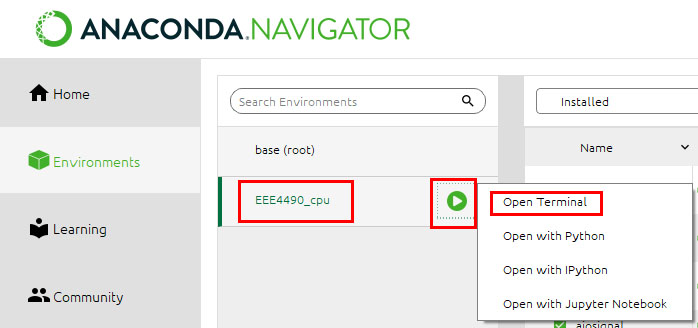 ANACONDA.NAVIGATOR
Home
Environments
Learning
Community
Search Environments
base (root)
EEE4490_cpu
Installed
Name
Open Terminal
Open with Python
Open with IPython
Open with Jupyter Notebook
aiosignal